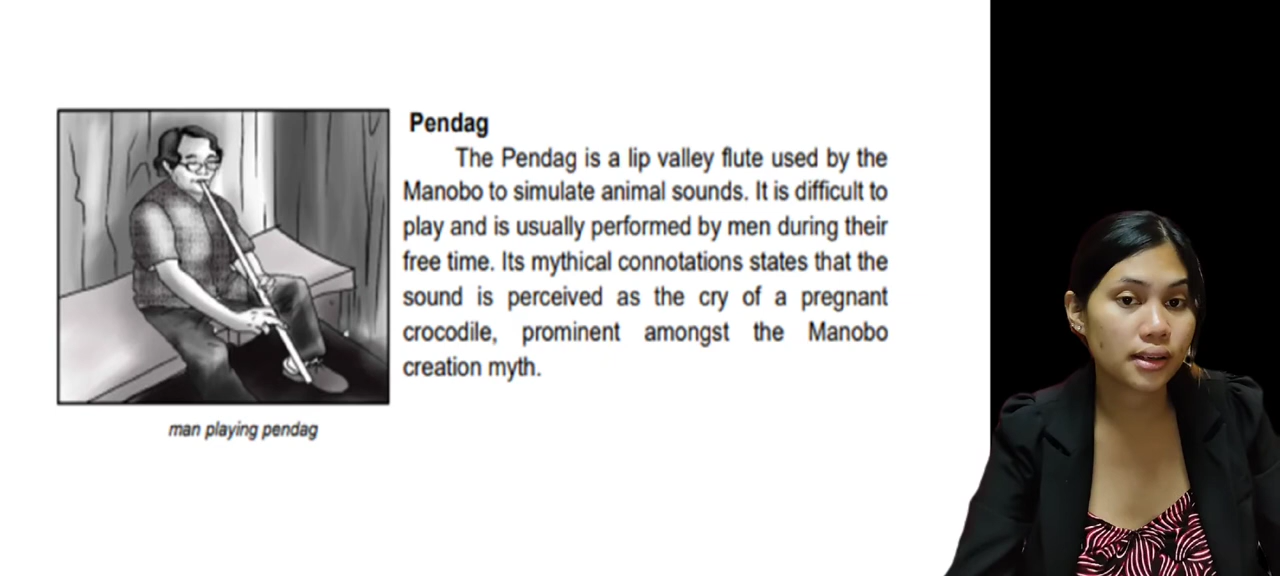 Pendag
The Pendag is a lip valley flute used by the
Manobo to simulate animal sounds. It is difficult to
play and is usually performed by men during their
free time. Its mythical connotations states that the
sound is perceived as the cry of a pregnant
crocodile, prominent amongst the Manobo
creation myth.
man playing pendag